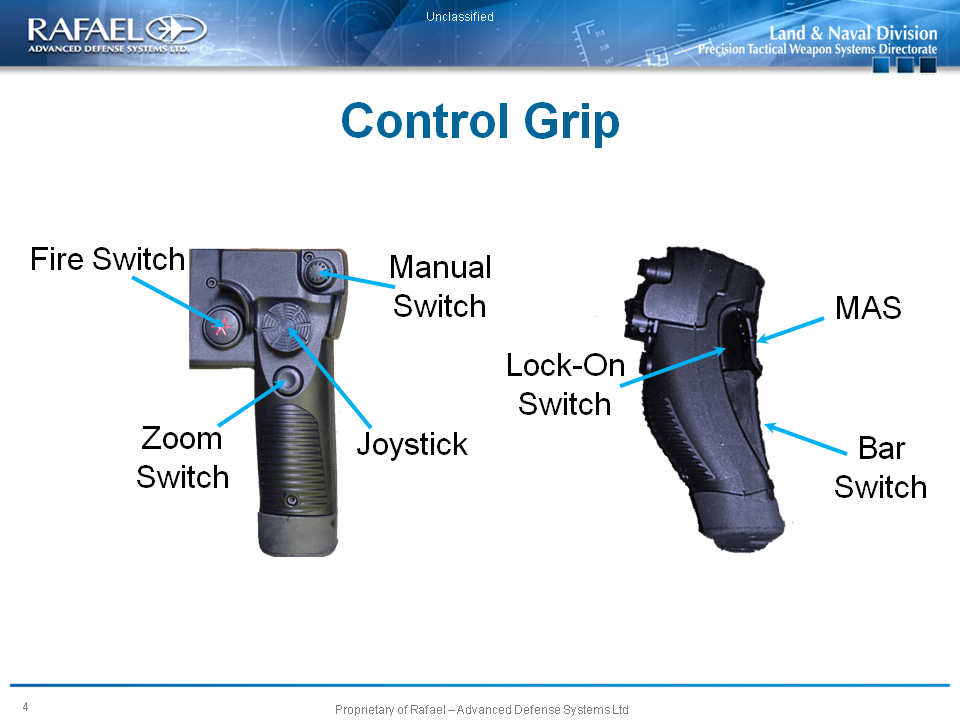 Unclassified
RAFAEL
ADVANCED DEFENSE SYSTEMS LTD.
Land & Naval Division
Precision Tactical Weapon Systems Directorate
Control Grip
Fire Switch
Manual
Switch
Zoom
Switch
Joystick
MAS
Lock-On
Switch
Bar
Switch
4
Proprietary of Rafael – Advanced Defense Systems Ltd